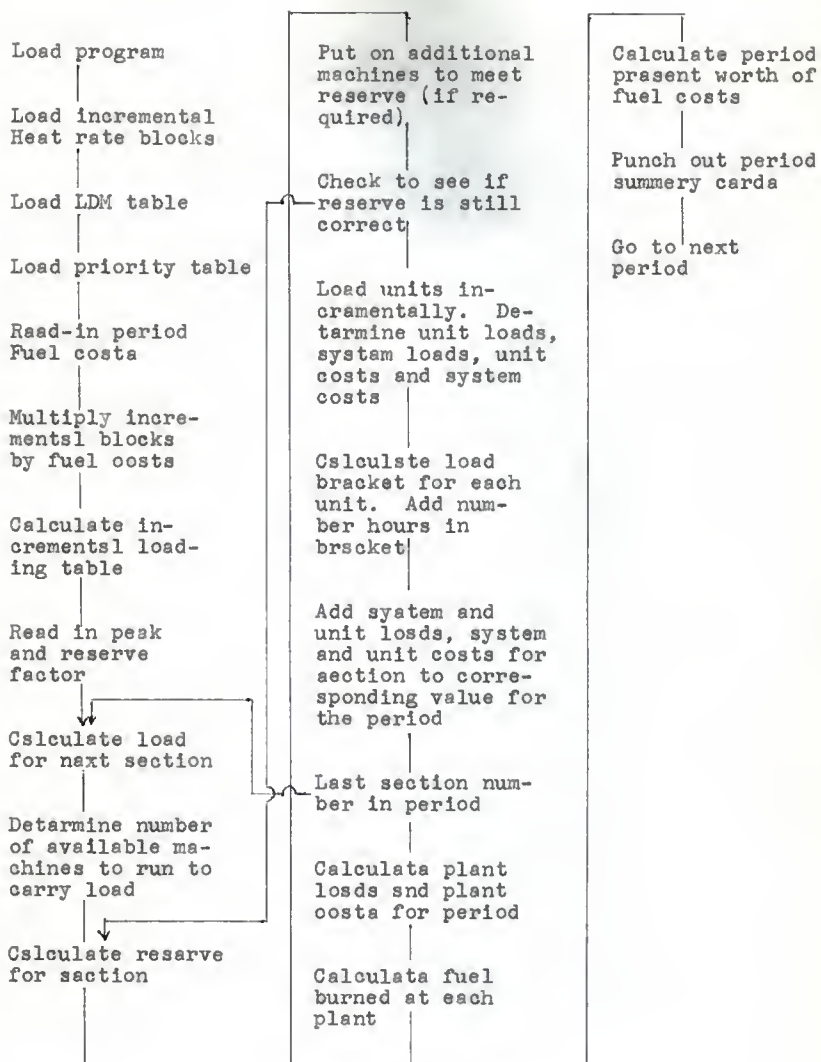 Load program
Load incremental
Heat rate blocks
Load LDM table
Load priority table
Raad-in period
Fuel costa
Multiply incre-
mentsl blocks
by fuel oosts
Calculate in-
crementsl load-
ing table
Read in peak
and reserve
factor
Cslculate load
for naxt section
Detarmine number
of available ma-
chines to run to
oarry load
Cslculate resarve
for saction
Put on additional
machines to meet
reserve (if re-
quired)
Check to see if
reserve is still
correct
Load units in-
cramentally. De-
tarmine unit loads,
systam loads, unit
costs and system
costs
Cslculste load
bracket for each
unit. Add num-
ber hours in
brscket
Add syatem and
unit losds, system
and unit costs for
aection to corre-
sponding value for
the period
Last section num-
ber in period
Calculata plant
losds snd plant
oosta for period
Calculata fuel
burned at each
plant
Calculate period
prasent worth of
fuel costs
Punch out period
summery carda
Go to next
period